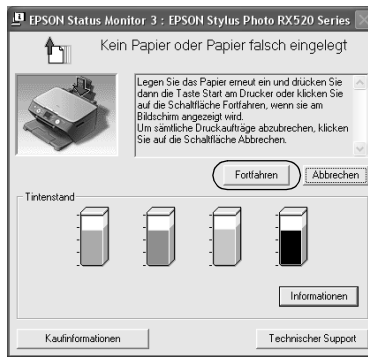 EPSON Status Monitor 3 : EPSON Stylus Photo RX520 Series
Kein Papier oder Papier falsch eingelegt
Legen Sie das Papier erneut ein und drücken Sie
dann die Taste Start am Drucker oder klicken Sie
auf die Schaltfläche Fortfahren, wenn sie am
Bildschirm angezeigt wird.
Um sämtliche Druckaufträge abzubrechen, klicken
Sie auf die Schaltfläche Abbrechen.
Fortfahren Abbrechen
Tintenstand
Informationen
Kaufinformationen Technischer Support